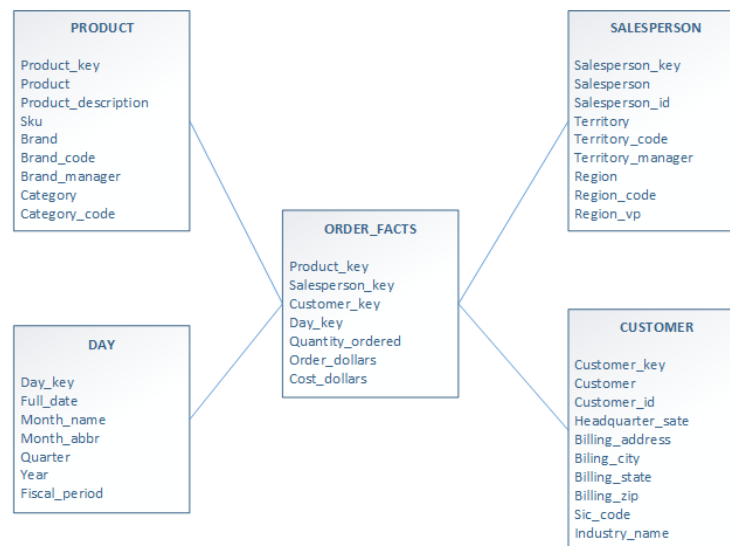 PRODUCT
Product_key
Product
Product_description
Sku
Brand
Brand_code
Brand_manager
Category
Category_code
SALESPERSON
Salesperson_key
Salesperson
Salesperson_id
Territory
Territory_code
Territory_manager
Region
Region_code
Region_vp
ORDER_FACTS
Product_key
Salesperson_key
Customer_key
Day_key
Quantity_ordered
Order_dollars
Cost_dollars
DAY
Day_key
Full_date
Month_name
Month_abbr
Quarter
Year
Fiscal_period
CUSTOMER
Customer_key
Customer
Customer_id
Headquarter_sate
Billing_address
Biling_city
Billing_state
Billing_zip
Sic_code
Industry_name